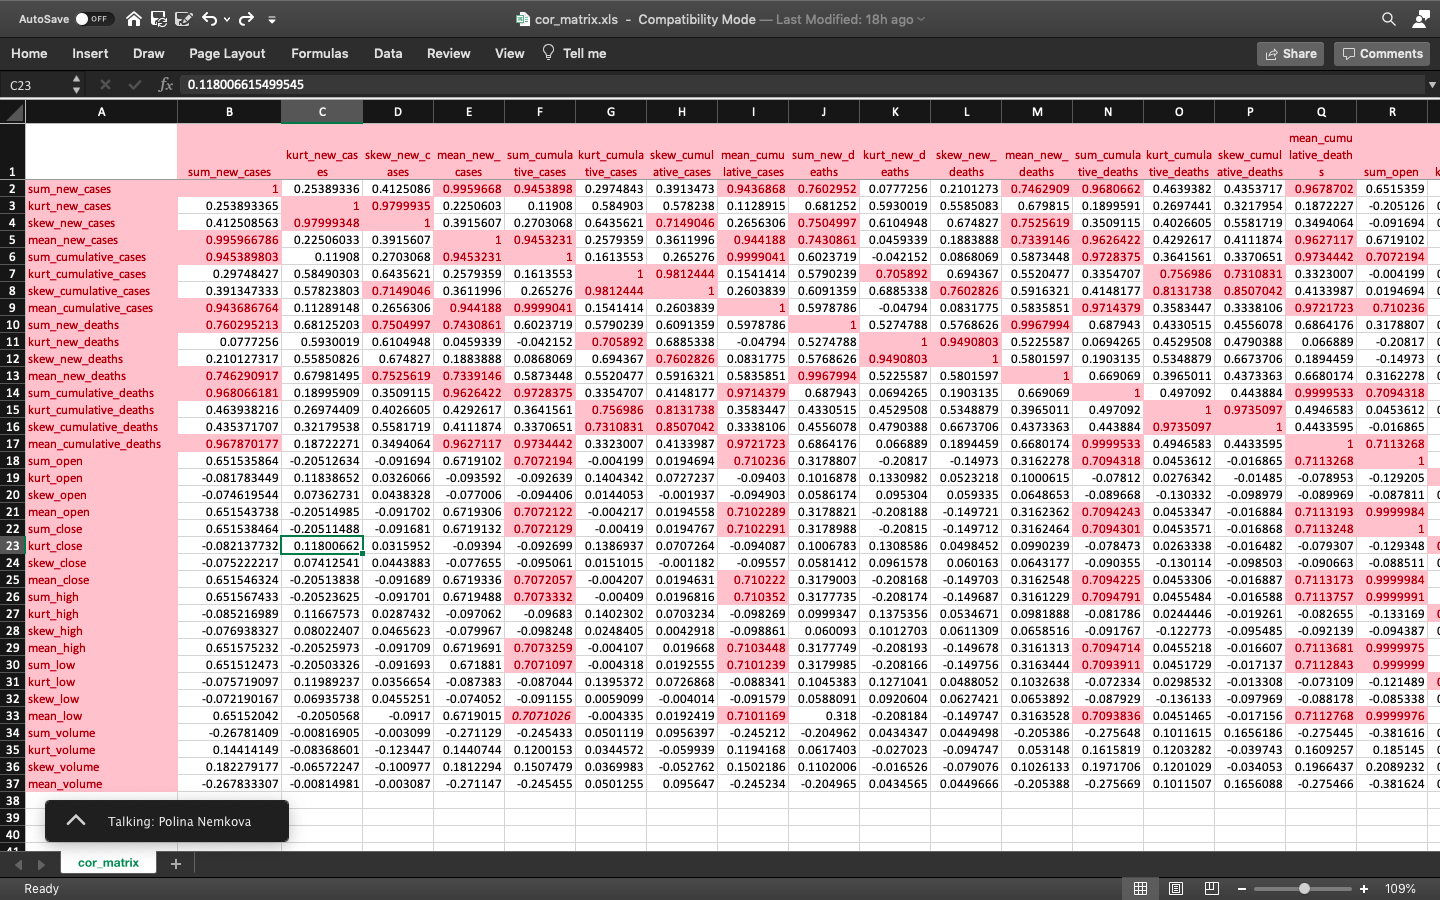 AutoSave OFF cor_matrix.xls - Compatibility Mode — Last Modified: 18h ago
Home Insert Draw Page Layout Formulas Data Review View Tell me Share Comments
C23 fx 0.118006615499545
A B C D E F G H I J K L M N O P Q R
1 sum_new_cases kurt_new_cases skew_new_cases mean_new_cases sum_cumulative_cases kurt_cumulative_cases skew_cumulative_cases mean_cumulative_cases sum_new_deaths kurt_new_deaths skew_new_deaths mean_new_deaths sum_cumulative_deaths kurt_cumulative_deaths skew_cumulative_deaths mean_cumulative_deaths sum_open
2 sum_new_cases 1 0.25389336 0.4125086 0.9959668 0.9453898 0.2974843 0.3913473 0.9436868 0.7602952 0.0777256 0.2101273 0.7462909 0.9680662 0.4639382 0.4353717 0.9678702 0.6515359
3 kurt_new_cases 0.253893365 1 0.9799935 0.2250603 0.11908 0.584903 0.578238 0.1128915 0.681252 0.5930019 0.5585083 0.679815 0.1899591 0.2697441 0.3217954 0.1872227 -0.205126
4 skew_new_cases 0.412508563 0.97999348 1 0.3915607 0.2703068 0.6435621 0.7149046 0.2656306 0.7504997 0.6104948 0.674827 0.7525619 0.3509115 0.4026605 0.5581719 0.3494064 -0.091694
5 mean_new_cases 0.995966786 0.22506033 0.3915607 1 0.9453231 0.2579359 0.3611996 0.944188 0.7430861 0.0459339 0.1883888 0.7339146 0.9626422 0.4292617 0.4111874 0.9627117 0.6719102
6 sum_cumulative_cases 0.945389803 0.11908 0.2703068 0.9453231 1 0.1613553 0.265276 0.9999041 0.6023719 -0.042152 0.0868069 0.5873448 0.9728375 0.3641561 0.3370651 0.9734442 0.7072194
7 kurt_cumulative_cases 0.29748427 0.58490303 0.6435621 0.2579359 0.1613553 1 0.9812444 0.1541414 0.5790239 0.705892 0.694367 0.5520477 0.3354707 0.756986 0.7310831 0.3323007 -0.004199
8 skew_cumulative_cases 0.391347333 0.57823803 0.7149046 0.3611996 0.265276 0.9812444 1 0.2603839 0.6091359 0.6885338 0.7602826 0.5916321 0.4148177 0.8131738 0.8507042 0.4133987 0.0194694
9 mean_cumulative_cases 0.943686764 0.11289148 0.2656306 0.944188 0.9999041 0.1541414 0.2603839 1 0.5978786 -0.04794 0.0831775 0.5835851 0.9714379 0.3583447 0.3338106 0.9721723 0.710236
10 sum_new_deaths 0.760295213 0.68125203 0.7504997 0.7430861 0.6023719 0.5790239 0.6091359 0.5978786 1 0.5274788 0.5768626 0.9967994 0.687943 0.4330515 0.4556078 0.6864176 0.3178807
11 kurt_new_deaths 0.0777256 0.5930019 0.6104948 0.0459339 -0.042152 0.705892 0.6885338 -0.04794 0.5274788 1 0.9490803 0.5225587 0.0694265 0.4529508 0.4790388 0.066889 -0.20817
12 skew_new_deaths 0.210127317 0.55850826 0.674827 0.1883888 0.0868069 0.694367 0.7602826 0.0831775 0.5768626 0.9490803 1 0.5801597 0.1903135 0.5348879 0.6673706 0.1894459 -0.14973
13 mean_new_deaths 0.746290917 0.67981495 0.7525619 0.7339146 0.5873448 0.5520477 0.5916321 0.5835851 0.9967994 0.5225587 0.5801597 1 0.669069 0.3965011 0.4373363 0.6680174 0.3162278
14 sum_cumulative_deaths 0.968066181 0.18995909 0.3509115 0.9626422 0.9728375 0.3354707 0.4148177 0.9714379 0.687943 0.0694265 0.1903135 0.669069 1 0.497092 0.443884 0.9999533 0.7094318
15 kurt_cumulative_deaths 0.463938216 0.26974409 0.4026605 0.4292617 0.3641561 0.756986 0.8131738 0.3583447 0.4330515 0.4529508 0.5348879 0.3965011 0.497092 1 0.9735097 0.4946583 0.0453612
16 skew_cumulative_deaths 0.435371707 0.32179538 0.5581719 0.4111874 0.3370651 0.7310831 0.8507042 0.3338106 0.4556078 0.4790388 0.6673706 0.4373363 0.443884 0.9735097 1 0.4433595 -0.016865
17 mean_cumulative_deaths 0.967870177 0.18722271 0.3494064 0.9627117 0.9734442 0.3323007 0.4133987 0.9721723 0.6864176 0.066889 0.1894459 0.6680174 0.9999533 0.4946583 0.4433595 1 0.7113268
18 sum_open 0.651535864 -0.20512634 -0.091694 0.6719102 0.7072194 -0.004199 0.0194694 0.710236 0.3178807 -0.20817 -0.14973 0.3162278 0.7094318 0.0453612 -0.016865 0.7113268 1
19 kurt_open -0.081783449 0.11838652 0.0326066 -0.093592 -0.092639 0.1404342 0.0727237 -0.09403 0.1016878 0.1330982 0.0523218 0.1000615 -0.07812 0.0276342 -0.01485 -0.078953 -0.129205
20 skew_open -0.074619544 0.07362731 0.0438328 -0.077006 -0.094406 0.0144053 -0.001937 -0.094903 0.0586174 0.095304 0.059335 0.0648653 -0.089668 -0.130332 -0.098979 -0.089969 -0.087811
21 mean_open 0.651543738 -0.20514985 -0.091702 0.6719306 0.7072122 -0.004217 0.0194558 0.7102289 0.3178821 -0.208188 -0.149721 0.3162362 0.7094243 0.0453347 -0.016884 0.7113193 0.9999984
22 sum_close 0.651538464 -0.20511488 -0.091681 0.6719132 0.7072129 -0.00419 0.0194767 0.7102291 0.3178988 -0.20815 -0.149712 0.3162464 0.7094301 0.0453571 -0.016868 0.7113248 1
23 kurt_close -0.082137732 0.11800662 0.0315952 -0.09394 -0.092699 0.1386937 0.0707264 -0.094087 0.1006783 0.1308586 0.0498452 0.0990239 -0.078473 0.0263338 -0.016482 -0.079307 -0.129348
24 skew_close -0.075222217 0.07412541 0.0443883 -0.077655 -0.095061 0.0151015 -0.001182 -0.09557 0.0581412 0.0961578 0.060163 0.0643177 -0.090355 -0.130114 -0.098503 -0.090663 -0.088511
25 mean_close 0.651546324 -0.20513838 -0.091689 0.6719336 0.7072057 -0.004207 0.0194631 0.710222 0.3179003 -0.208168 -0.149703 0.3162548 0.7094225 0.0453306 -0.016887 0.7113173 0.9999984
26 sum_high 0.651567433 -0.20523625 -0.091701 0.6719488 0.7073332 -0.00409 0.0196816 0.710352 0.3177735 -0.208174 -0.149687 0.3161229 0.7094791 0.0455484 -0.016588 0.7113757 0.9999991
27 kurt_high -0.085216989 0.11667573 0.0287432 -0.097062 -0.09683 0.1402302 0.0703234 -0.098269 0.0999347 0.1375356 0.0534671 0.0981888 -0.081786 0.0244446 -0.019261 -0.082655 -0.133169
28 skew_high -0.076938327 0.08022407 0.0465623 -0.079967 -0.098248 0.0248405 0.0042918 -0.098861 0.060093 0.1012703 0.0611309 0.0658516 -0.091767 -0.122773 -0.095485 -0.092139 -0.094387
29 mean_high 0.651575232 -0.20525973 -0.091709 0.6719691 0.7073259 -0.004107 0.019668 0.7103448 0.3177749 -0.208193 -0.149678 0.3161313 0.7094714 0.0455218 -0.016607 0.7113681 0.9999975
30 sum_low 0.651512473 -0.20503326 -0.091693 0.671881 0.7071097 -0.004318 0.0192555 0.7101239 0.3179985 -0.208166 -0.149756 0.3163444 0.7093911 0.0451729 -0.017137 0.7112843 0.999999
31 kurt_low -0.075719097 0.11989237 0.0356654 -0.087383 -0.087044 0.1395372 0.0726868 -0.088341 0.1045383 0.1271041 0.0488052 0.1032638 -0.072334 0.0298532 -0.013308 -0.073109 -0.121489
32 skew_low -0.072190167 0.06935738 0.0455251 -0.074052 -0.091155 0.0059099 -0.004014 -0.091579 0.0588091 0.0920604 0.0627421 0.0653892 -0.087929 -0.136133 -0.097969 -0.088178 -0.085338
33 mean_low 0.65152042 -0.2050568 -0.0917 0.6719015 0.7071026 -0.004335 0.0192419 0.7101169 0.318 -0.208184 -0.149747 0.3163528 0.7093836 0.0451465 -0.017156 0.7112768 0.9999976
34 sum_volume -0.26781409 -0.00816905 -0.003099 -0.271129 -0.245433 0.0501119 0.0956397 -0.245212 -0.204962 0.0434347 0.0449498 -0.205386 -0.275648 0.1011615 0.1656186 -0.275445 -0.381616
35 kurt_volume 0.14414149 -0.08368601 -0.123447 0.1440744 0.1200153 0.0344572 -0.059939 0.1194168 0.0617403 -0.027023 -0.094747 0.053148 0.1615819 0.1203282 -0.039743 0.1609257 0.185145
36 skew_volume 0.182279177 -0.06572247 -0.100977 0.1812294 0.1507479 0.0369983 -0.052762 0.1502186 0.1102006 -0.016526 -0.079076 0.1026133 0.1971706 0.1201029 -0.034053 0.1966437 0.2089232
37 mean_volume -0.267833307 -0.00814981 -0.003087 -0.271147 -0.245455 0.0501255 0.095647 -0.245234 -0.204965 0.0434565 0.0449666 -0.205388 -0.275669 0.1011507 0.1656088 -0.275466 -0.381624
38
39 Talking: Polina Nemkova
40
41
cor_matrix +
Ready 109%